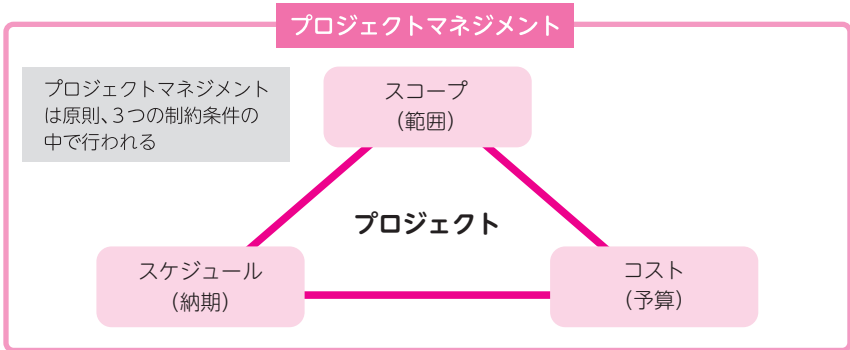 プロジェクトマネジメント
プロジェクトマネジメント
は原則、３つの制約条件の
中で行われる
スコープ
（範囲）
プロジェクト
スケジュール
（納期）
コスト
（予算）